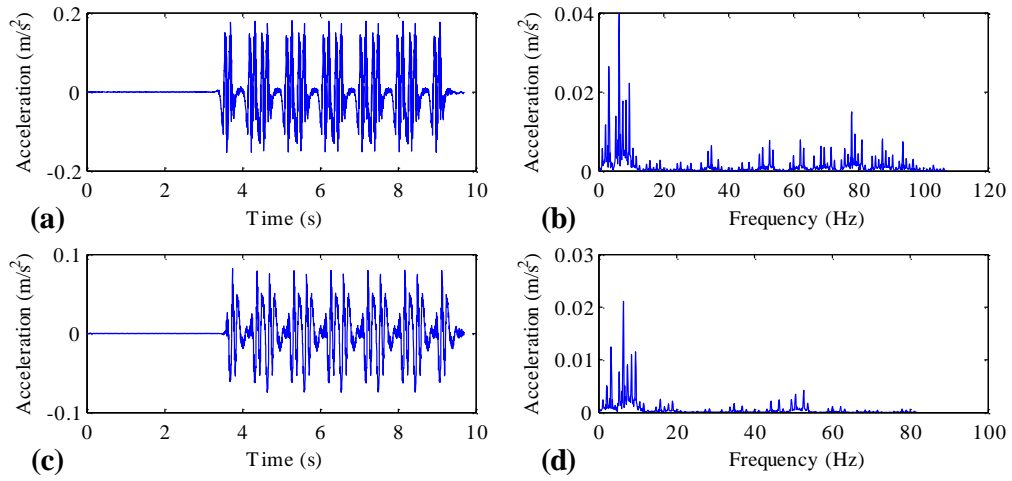 0.2
0
-0.2
Acceleration (m/s²)
0 2 4 6 8 10
Time (s)
(a)
0.04
0.02
0
Acceleration (m/s²)
0 20 40 60 80 100 120
Frequency (Hz)
(b)
0.1
0
-0.1
Acceleration (m/s²)
0 2 4 6 8 10
Time (s)
(c)
0.03
0.02
0.01
0
Acceleration (m/s²)
0 20 40 60 80 100
Frequency (Hz)
(d)